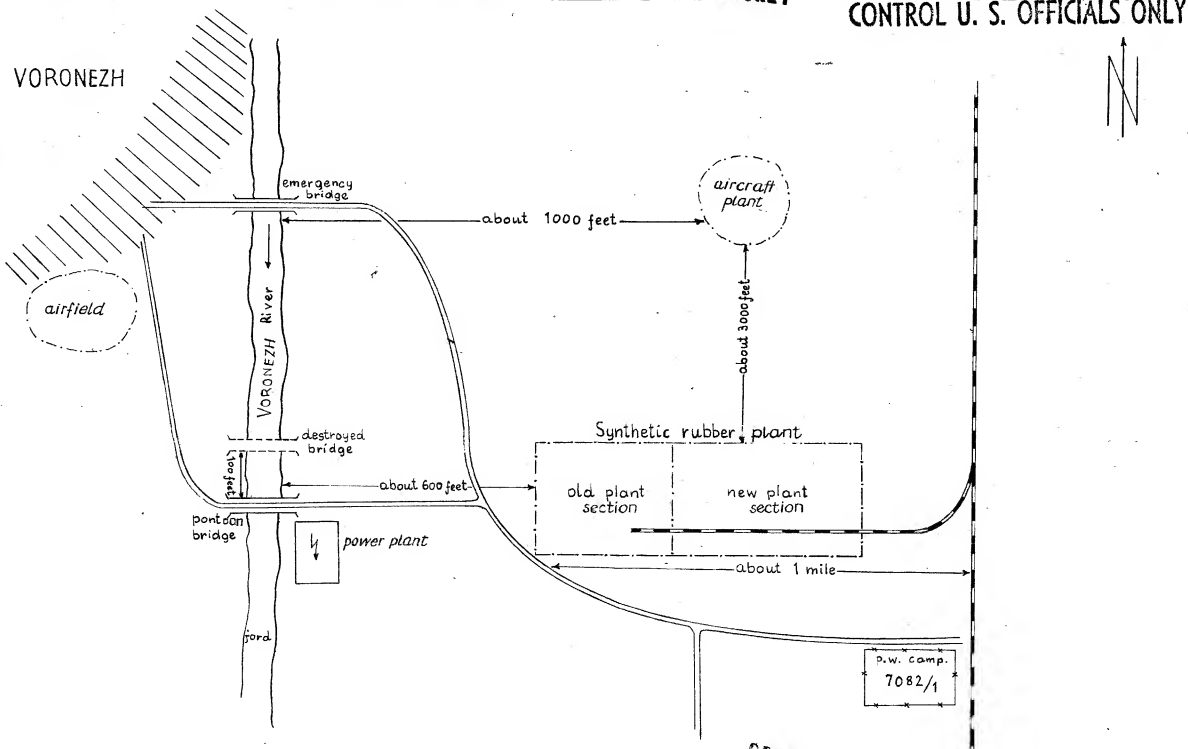 CONTROL U. S. OFFICIALS ONLY
N
VORONEZH
emergency
bridge
about 1000 feet
aircraft
plant
airfield
VORONEZH River
about 3000 feet
destroyed
bridge
100 feet
about 600 feet
Synthetic rubber plant
old plant
section
new plant
section
pontoon
bridge
power plant
about 1 mile
ford
P.W. camp.
7082/1